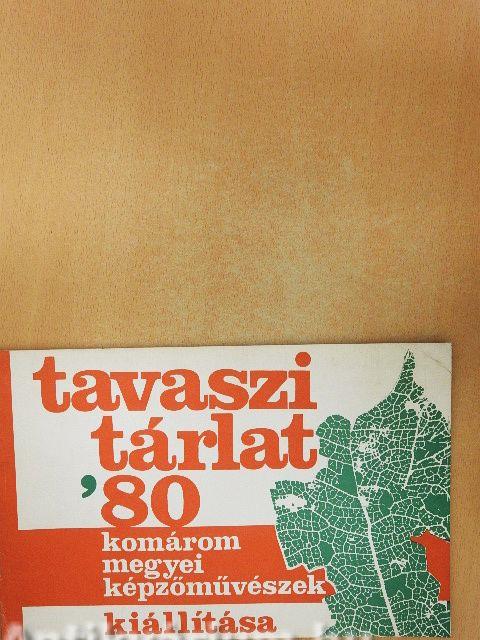 tavaszi
tárlat
'80
komárom
megyei
képzőművészek
kiállítása